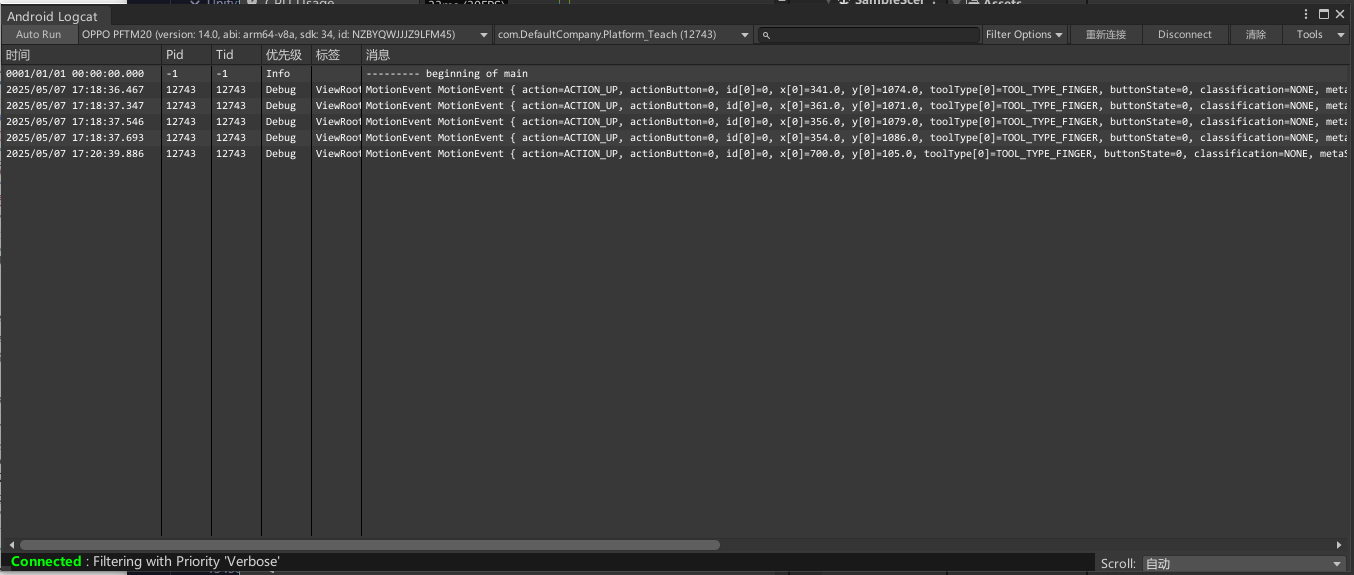 Android Logcat
Auto Run OPPO PFTM20 (version: 14.0, abi: arm64-v8a, sdk: 34, id: NZBYQWJJJZ9LFM45) com.DefaultCompany.Platform_Teach (12743) Filter Options 重新连接 Disconnect 清除 Tools
时间 Pid Tid 优先级 标签 消息
0001/01/01 00:00:00.000 -1 -1 Info --------- beginning of main
2025/05/07 17:18:36.467 12743 12743 Debug ViewRoot MotionEvent MotionEvent { action=ACTION_UP, actionButton=0, id[0]=0, x[0]=341.0, y[0]=1074.0, toolType[0]=TOOL_TYPE_FINGER, buttonState=0, classification=NONE, meta
2025/05/07 17:18:37.347 12743 12743 Debug ViewRoot MotionEvent MotionEvent { action=ACTION_UP, actionButton=0, id[0]=0, x[0]=361.0, y[0]=1071.0, toolType[0]=TOOL_TYPE_FINGER, buttonState=0, classification=NONE, meta
2025/05/07 17:18:37.546 12743 12743 Debug ViewRoot MotionEvent MotionEvent { action=ACTION_UP, actionButton=0, id[0]=0, x[0]=356.0, y[0]=1079.0, toolType[0]=TOOL_TYPE_FINGER, buttonState=0, classification=NONE, meta
2025/05/07 17:18:37.693 12743 12743 Debug ViewRoot MotionEvent MotionEvent { action=ACTION_UP, actionButton=0, id[0]=0, x[0]=354.0, y[0]=1086.0, toolType[0]=TOOL_TYPE_FINGER, buttonState=0, classification=NONE, meta
2025/05/07 17:20:39.886 12743 12743 Debug ViewRoot MotionEvent MotionEvent { action=ACTION_UP, actionButton=0, id[0]=0, x[0]=700.0, y[0]=105.0, toolType[0]=TOOL_TYPE_FINGER, buttonState=0, classification=NONE, metaS
Connected : Filtering with Priority 'Verbose' Scroll: 自动